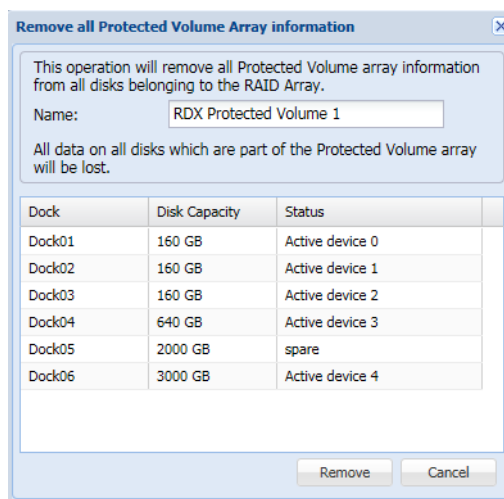 Remove all Protected Volume Array information
This operation will remove all Protected Volume array information
from all disks belonging to the RAID Array.
Name: RDX Protected Volume 1
All data on all disks which are part of the Protected Volume array
will be lost.
Dock Disk Capacity Status
Dock01 160 GB Active device 0
Dock02 160 GB Active device 1
Dock03 160 GB Active device 2
Dock04 640 GB Active device 3
Dock05 2000 GB spare
Dock06 3000 GB Active device 4
Remove Cancel